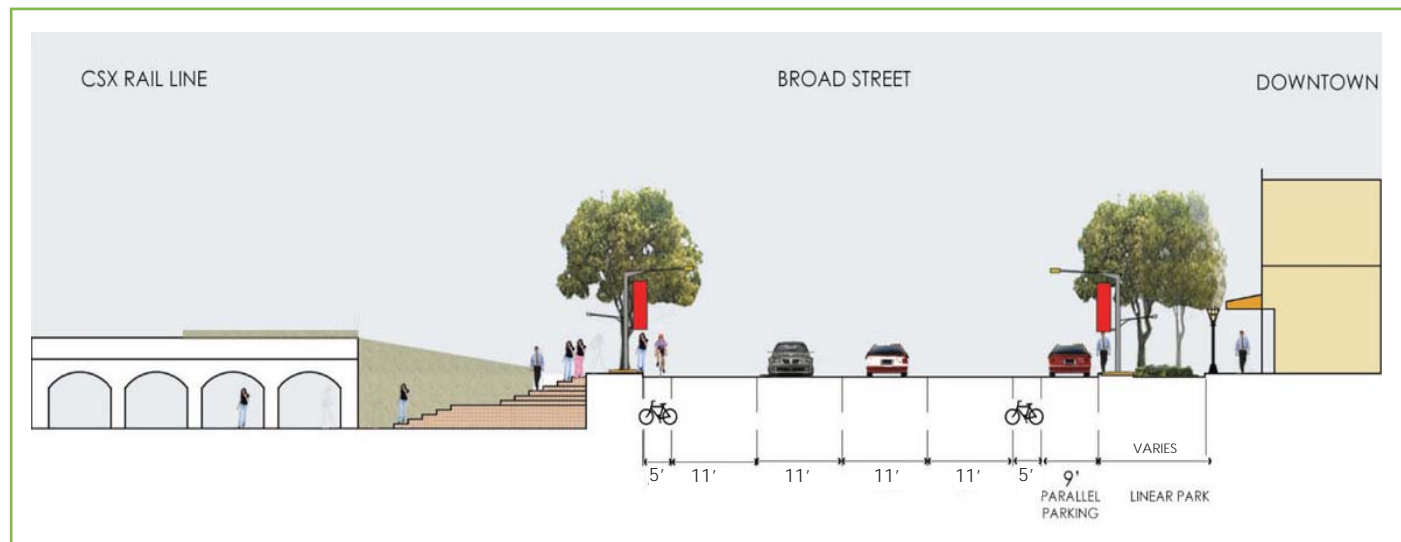 CSX RAIL LINE
BROAD STREET
DOWNTOWN
VARIES
5' 11' 11' 11' 11' 5' 9'
PARALLEL
PARKING
LINEAR PARK